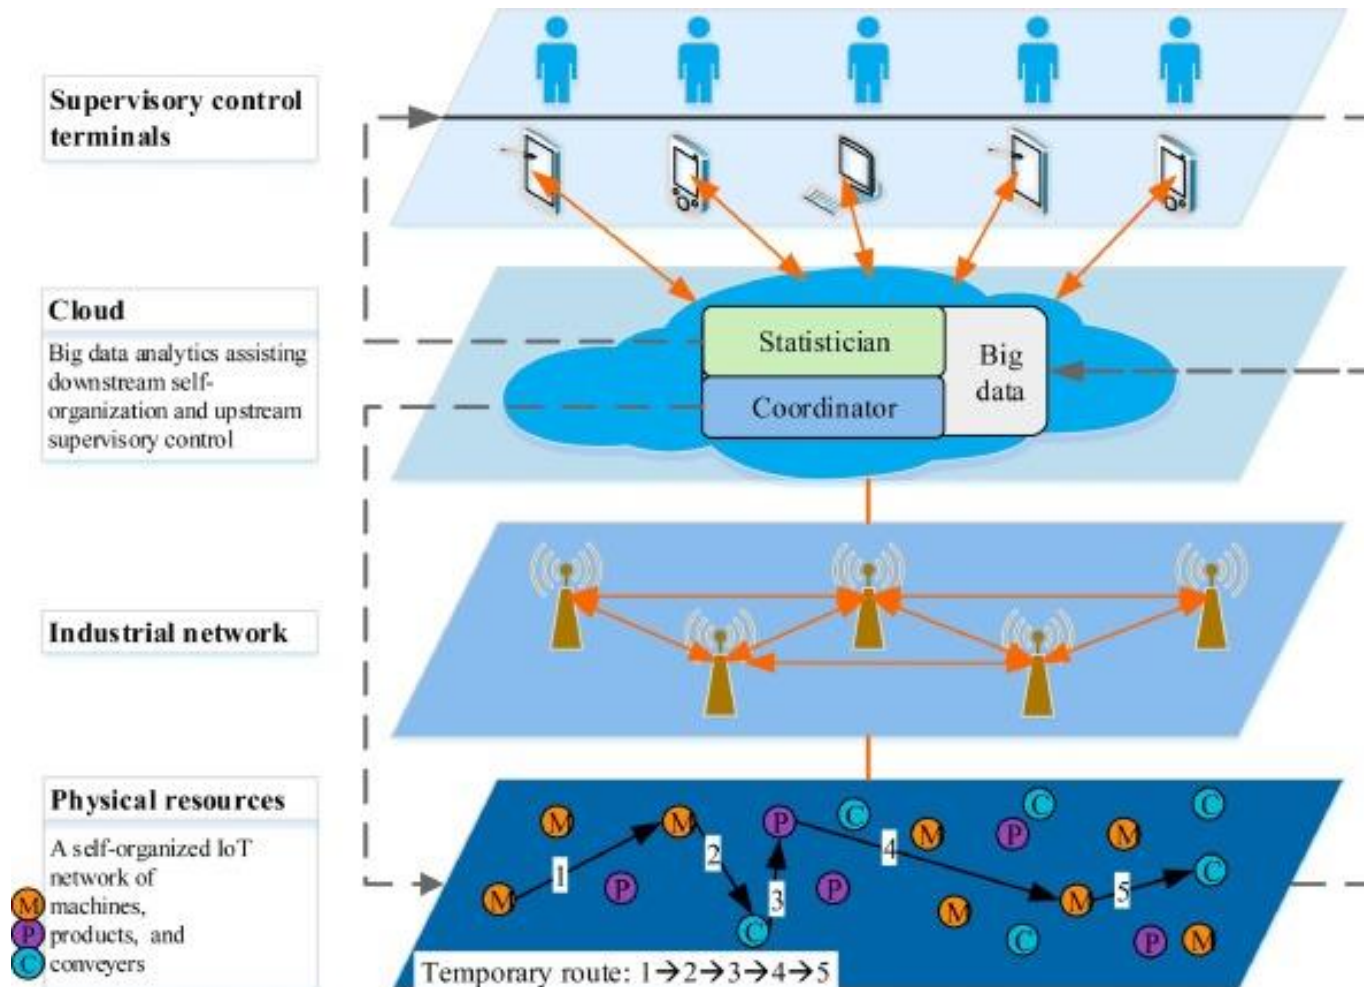 Supervisory control
terminals
Cloud
Big data analytics assisting
downstream self-
organization and upstream
supervisory control
Statistician
Coordinator
Big
data
Industrial network
Physical resources
A self-organized IoT
network of
M machines,
P products, and
C conveyers
M M P C M P C M C
1 2 3 4 5
M P C P M M C C P M
Temporary route: 1→2→3→4→5